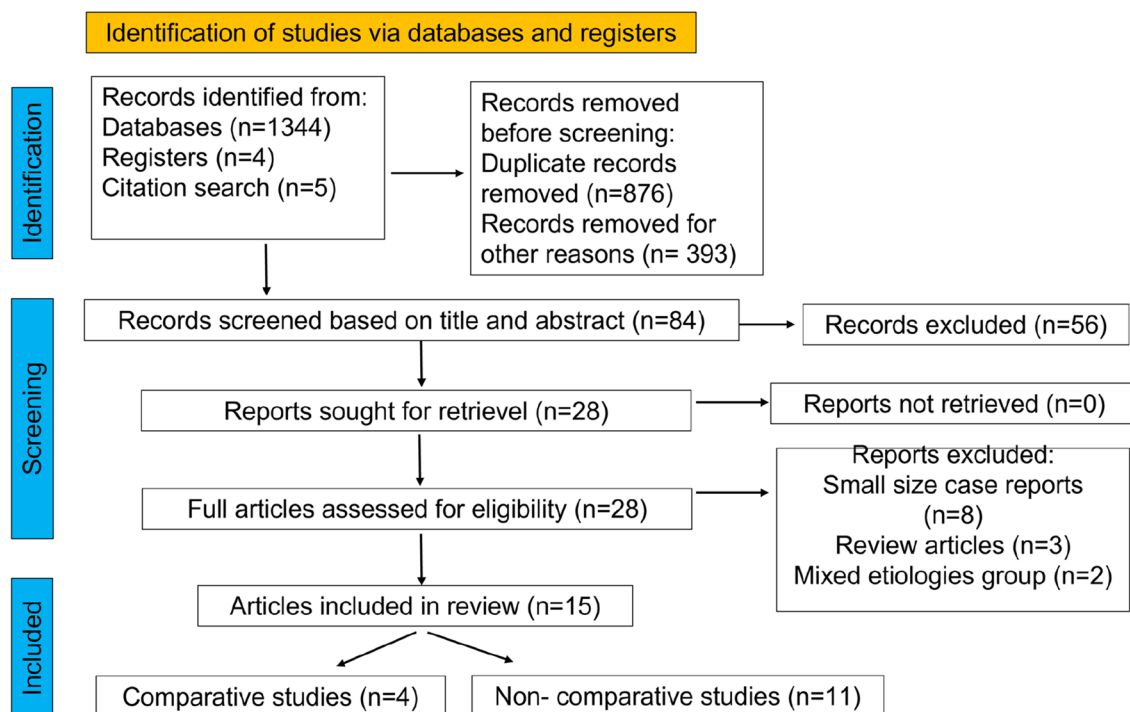 Identification of studies via databases and registers
Identification
Records identified from:
Databases (n=1344)
Registers (n=4)
Citation search (n=5)
Records removed
before screening:
Duplicate records
removed (n=876)
Records removed for
other reasons (n= 393)
Screening
Records screened based on title and abstract (n=84)
Records excluded (n=56)
Reports sought for retrievel (n=28)
Reports not retrieved (n=0)
Full articles assessed for eligibility (n=28)
Reports excluded:
Small size case reports
(n=8)
Review articles (n=3)
Mixed etiologies group (n=2)
Included
Articles included in review (n=15)
Comparative studies (n=4)
Non- comparative studies (n=11)